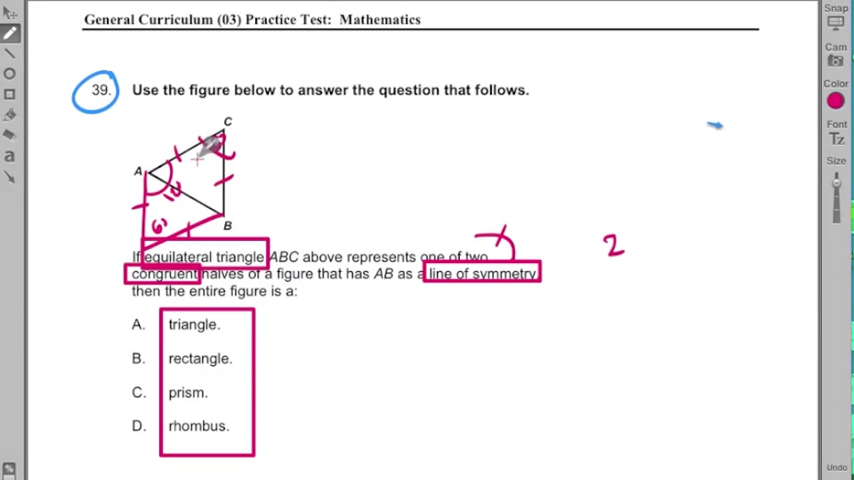 General Curriculum (03) Practice Test: Mathematics
Snap
Cam
Color
Font
Tz
Size
Undo
39. Use the figure below to answer the question that follows.
C
A
B
If equilateral triangle ABC above represents one of two
congruent halves of a figure that has AB as a line of symmetry,
then the entire figure is a:
2
A. triangle.
B. rectangle.
C. prism.
D. rhombus.
a
%